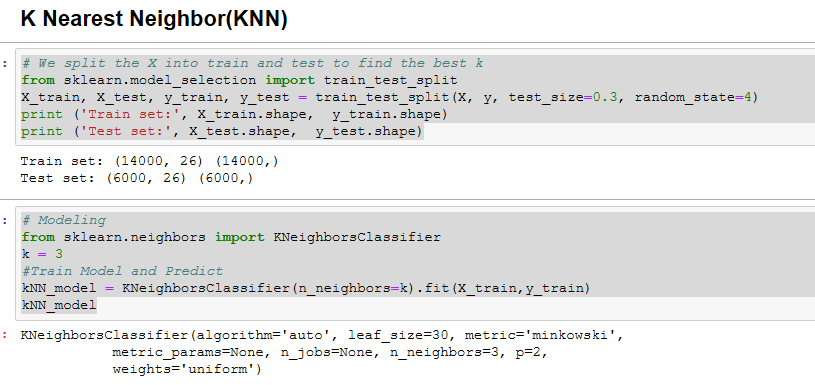 K Nearest Neighbor(KNN)
: # We split the X into train and test to find the best k
from sklearn.model_selection import train_test_split
X_train, X_test, y_train, y_test = train_test_split(X, y, test_size=0.3, random_state=4)
print ('Train set:', X_train.shape,  y_train.shape)
print ('Test set:', X_test.shape,  y_test.shape)
Train set: (14000, 26) (14000,)
Test set: (6000, 26) (6000,)
: # Modeling
from sklearn.neighbors import KNeighborsClassifier
k = 3
#Train Model and Predict
kNN_model = KNeighborsClassifier(n_neighbors=k).fit(X_train,y_train)
kNN_model
: KNeighborsClassifier(algorithm='auto', leaf_size=30, metric='minkowski',
metric_params=None, n_jobs=None, n_neighbors=3, p=2,
weights='uniform')